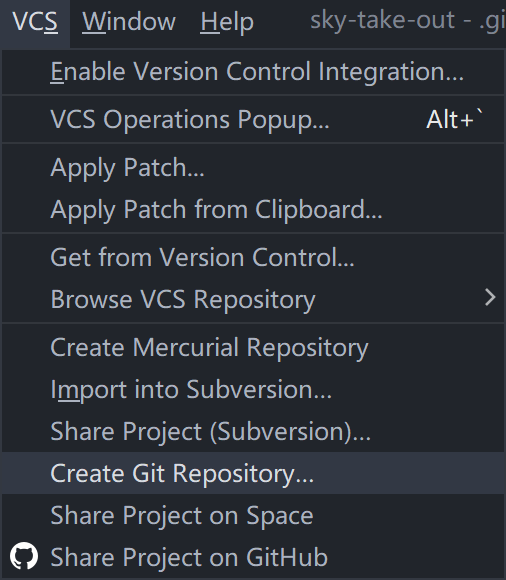 VCS Window Help sky-take-out - .gi
Enable Version Control Integration...
VCS Operations Popup... Alt+`
Apply Patch...
Apply Patch from Clipboard...
Get from Version Control...
Browse VCS Repository
Create Mercurial Repository
Import into Subversion...
Share Project (Subversion)...
Create Git Repository...
Share Project on Space
Share Project on GitHub